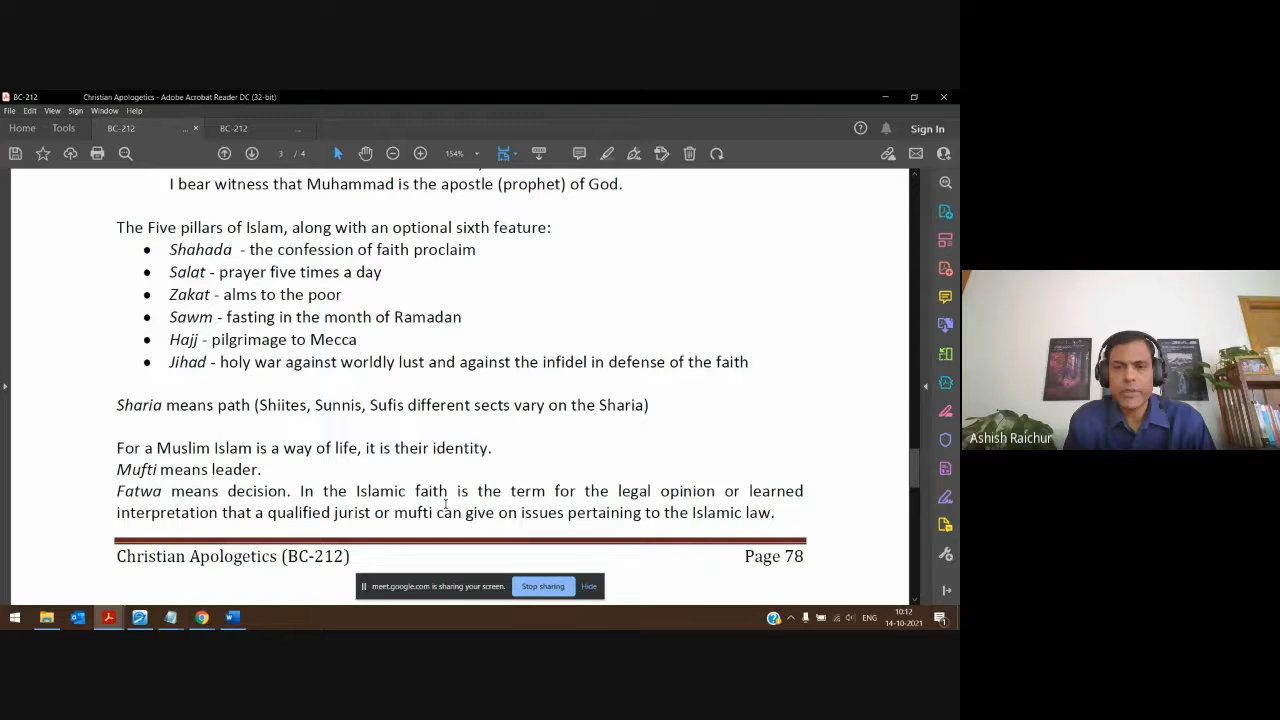 BC-212 Christian Apologetics - Adobe Acrobat Reader DC (32-bit)
File Edit View Sign Window Help
Home Tools BC-212 ... × BC-212 ... Sign In
3 / 4 154%
I bear witness that Muhammad is the apostle (prophet) of God.
The Five pillars of Islam, along with an optional sixth feature:
• Shahada - the confession of faith proclaim
• Salat - prayer five times a day
• Zakat - alms to the poor
• Sawm - fasting in the month of Ramadan
• Hajj - pilgrimage to Mecca
• Jihad - holy war against worldly lust and against the infidel in defense of the faith
Sharia means path (Shiites, Sunnis, Sufis different sects vary on the Sharia)
For a Muslim Islam is a way of life, it is their identity.
Mufti means leader.
Fatwa means decision. In the Islamic faith is the term for the legal opinion or learned
interpretation that a qualified jurist or mufti can give on issues pertaining to the Islamic law.
Christian Apologetics (BC-212) Page 78
meet.google.com is sharing your screen. Stop sharing Hide
ENG 10:12
14-10-2021
Ashish Raichur